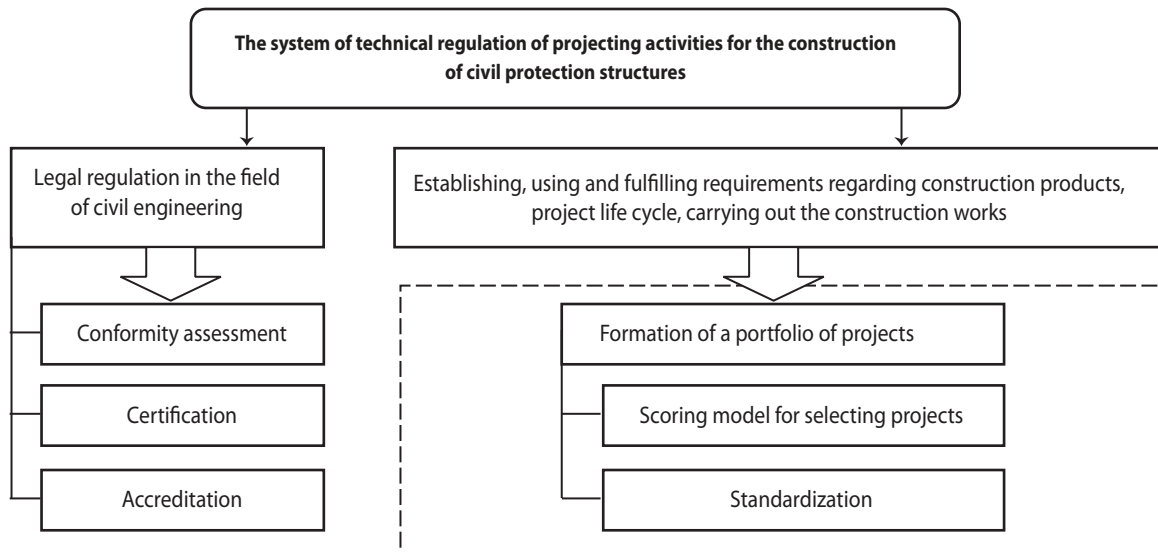 The system of technical regulation of projecting activities for the construction
of civil protection structures
Legal regulation in the field
of civil engineering
Establishing, using and fulfilling requirements regarding construction products,
project life cycle, carrying out the construction works
Conformity assessment
Certification
Accreditation
Formation of a portfolio of projects
Scoring model for selecting projects
Standardization